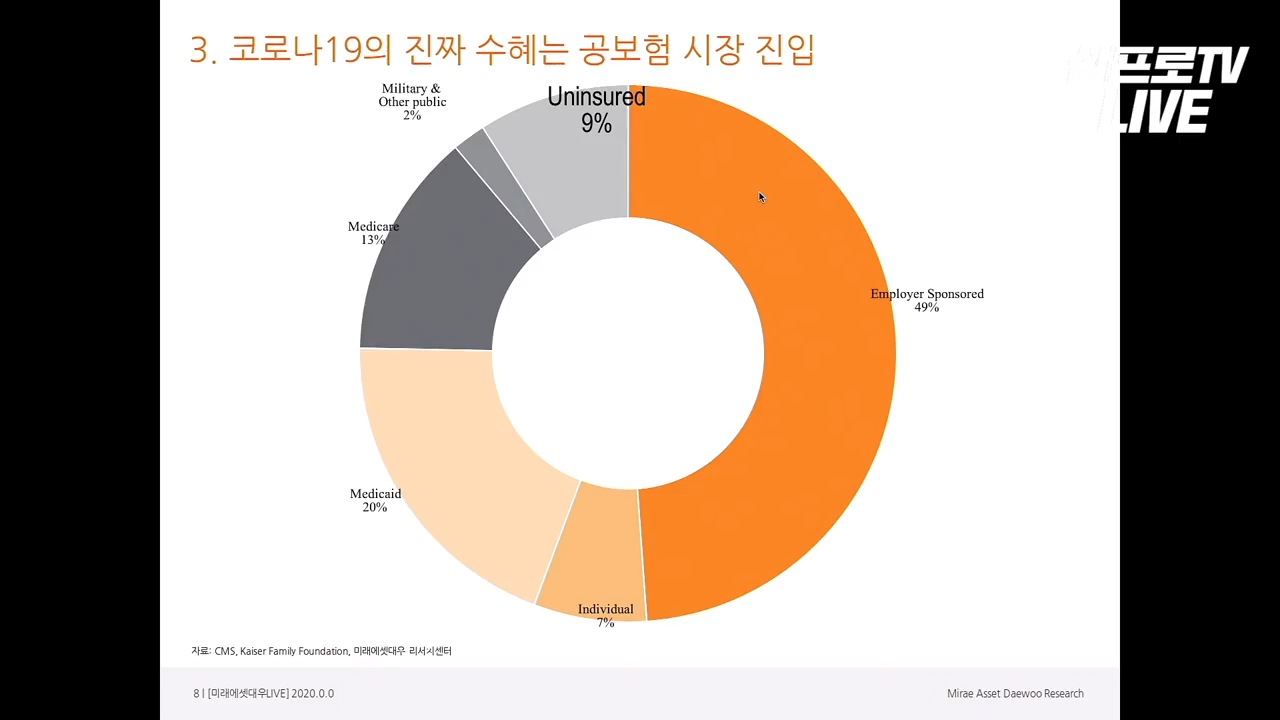 3. 코로나19의 진짜 수혜는 공보험 시장 진입
프로TV
LIVE
Military &
Other public
2%
Uninsured
9%
Medicare
13%
Employer Sponsored
49%
Medicaid
20%
Individual
7%
자료: CMS, Kaiser Family Foundation, 미래에셋대우 리서치센터
8 | [미래에셋대우LIVE] 2020.0.0
Mirae Asset Daewoo Research